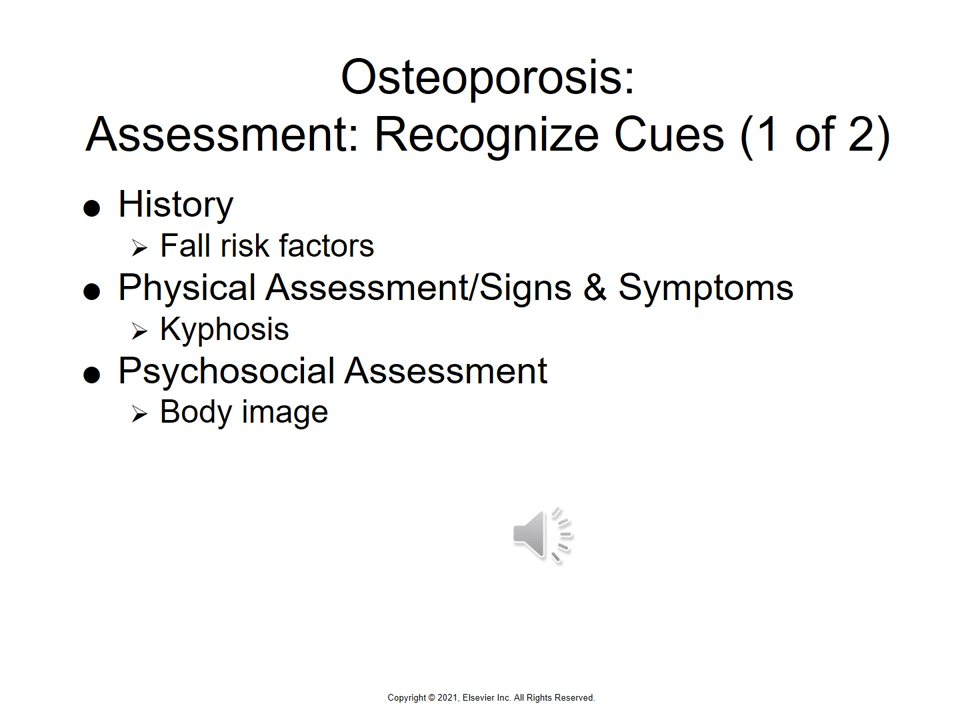 Osteoporosis:
Assessment: Recognize Cues (1 of 2)
● History
➢ Fall risk factors
● Physical Assessment/Signs & Symptoms
➢ Kyphosis
● Psychosocial Assessment
➢ Body image
Copyright © 2021, Elsevier Inc. All Rights Reserved.